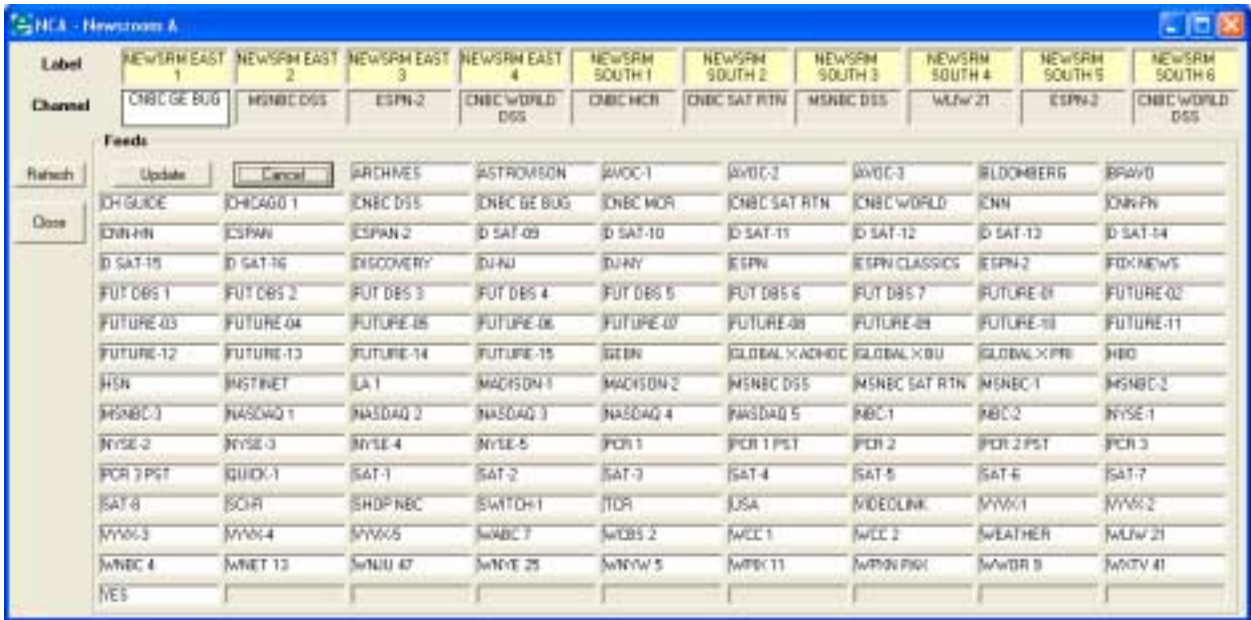 NCA - Newsroom A
Label NEWSRM EAST 1 NEWSRM EAST 2 NEWSRM EAST 3 NEWSRM EAST 4 NEWSRM SOUTH 1 NEWSRM SOUTH 2 NEWSRM SOUTH 3 NEWSRM SOUTH 4 NEWSRM SOUTH 5 NEWSRM SOUTH 6
Channel CNBC GE BUG MSNBC DSS ESPN-2 CNBC WORLD DSS CNBC MCR CNBC SAT RTN MSNBC DSS WLIW 21 ESPN-2 CNBC WORLD DSS
Feeds
Refresh Update Cancel ARCHIVES ASTROVISON AVOC-1 AVOC-2 AVOC-3 BLOOMBERG BRAVO
CH GUIDE CHICAGO 1 CNBC DSS CNBC GE BUG CNBC MCR CNBC SAT RTN CNBC WORLD CNN CNN-FN
Close CNN-HN CSPAN CSPAN-2 D SAT-09 D SAT-10 D SAT-11 D SAT-12 D SAT-13 D SAT-14
D SAT-15 D SAT-16 DISCOVERY DJ-NJ DJ-NY ESPN ESPN CLASSICS ESPN-2 FOX NEWS
FUT DBS 1 FUT DBS 2 FUT DBS 3 FUT DBS 4 FUT DBS 5 FUT DBS 6 FUT DBS 7 FUTURE-01 FUTURE-02
FUTURE-03 FUTURE-04 FUTURE-05 FUTURE-06 FUTURE-07 FUTURE-08 FUTURE-09 FUTURE-10 FUTURE-11
FUTURE-12 FUTURE-13 FUTURE-14 FUTURE-15 GEBN GLOBAL X ADHOC GLOBAL X BU GLOBAL X PRI HBO
HSN INSTINET LA 1 MADISON-1 MADISON-2 MSNBC DSS MSNBC SAT RTN MSNBC-1 MSNBC-2
MSNBC-3 NASDAQ 1 NASDAQ 2 NASDAQ 3 NASDAQ 4 NASDAQ 5 NBC-1 NBC-2 NYSE-1
NYSE-2 NYSE-3 NYSE-4 NYSE-5 PCR 1 PCR 1 PST PCR 2 PCR 2 PST PCR 3
PCR 3 PST QUICK-1 SAT-1 SAT-2 SAT-3 SAT-4 SAT-5 SAT-6 SAT-7
SAT-8 SCI-FI SHOP NBC SWITCH-1 TCR USA VIDEOLINK VYVX-1 VYVX-2
VYVX-3 VYVX-4 VYVX-5 WABC 7 WCBS 2 WCC 1 WCC 2 WEATHER WLIW 21
WNBC 4 WNET 13 WNJU 47 WNYE 25 WNYW 5 WPIX 11 WPXN PAX WWOR 9 WXTV 41
YES